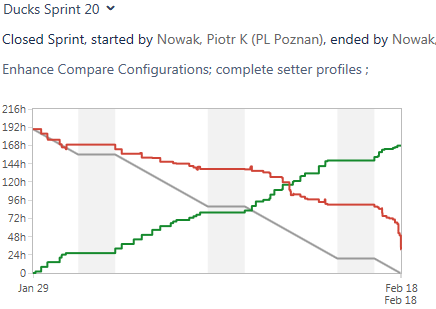 Ducks Sprint 20
Closed Sprint, started by Nowak, Piotr K (PL Poznan), ended by Nowak,
Enhance Compare Configurations; complete setter profiles ;
216h
192h
168h
144h
120h
96h
72h
48h
24h
0
Jan 29
Feb 18
Feb 18